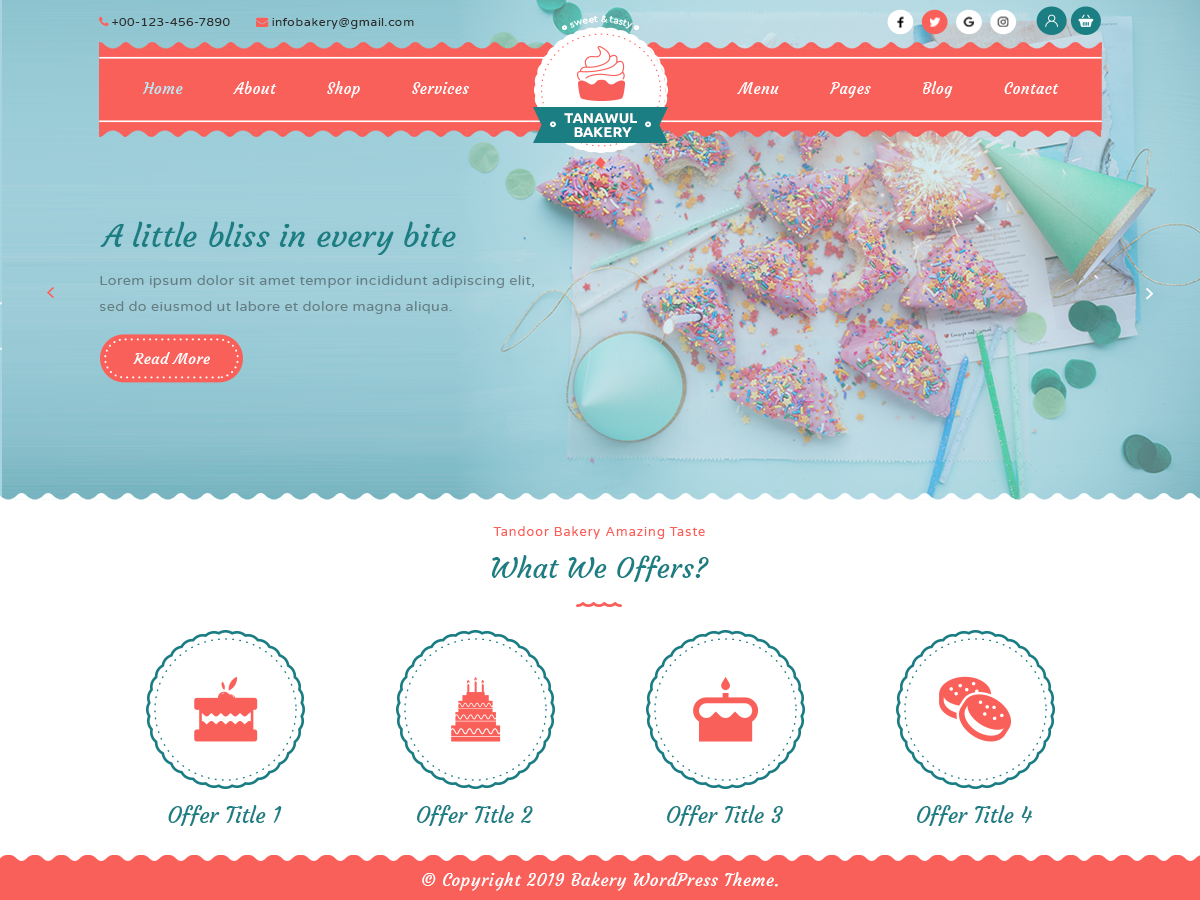 +00-123-456-7890
infobakery@gmail.com
sweet & tasty
Home
About
Shop
Services
TANAWUL
BAKERY
Menu
Pages
Blog
Contact
A little bliss in every bite
Lorem ipsum dolor sit amet tempor incididunt adipiscing elit,
sed do eiusmod ut labore et dolore magna aliqua.
Read More
Tandoor Bakery Amazing Taste
What We Offers?
Offer Title 1
Offer Title 2
Offer Title 3
Offer Title 4
© Copyright 2019 Bakery WordPress Theme.